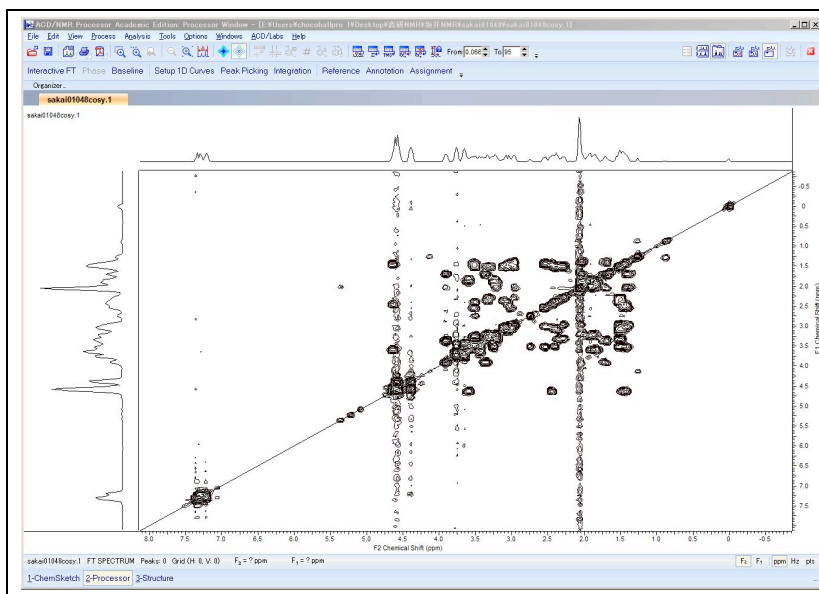 ACD/NMR Processor Academic Edition: Processor Window -
File Edit View Process Analysis Tools Options Windows ACD/Labs Help
From 0.066 To 95
Interactive FT Phase Baseline Setup 1D Curves Peak Picking Integration Reference Annotation Assignment
Organizer...
sakai01048cosy.1
sakai01048cosy.1
-0.5
0
0.5
1.0
1.5
2.0
2.5
3.0
3.5
4.0
4.5
5.0
5.5
6.0
6.5
7.0
7.5
F1 Chemical Shift (ppm)
8.0 7.5 7.0 6.5 6.0 5.5 5.0 4.5 4.0 3.5 3.0 2.5 2.0 1.5 1.0 0.5 0 -0.5
F2 Chemical Shift (ppm)
sakai01048cosy.1 FT SPECTRUM Peaks: 0 Grid (H: 0, V: 0) F2 = ? ppm F1 = ? ppm F2 F1 ppm Hz pts
1-ChemSketch 2-Processor 3-Structure